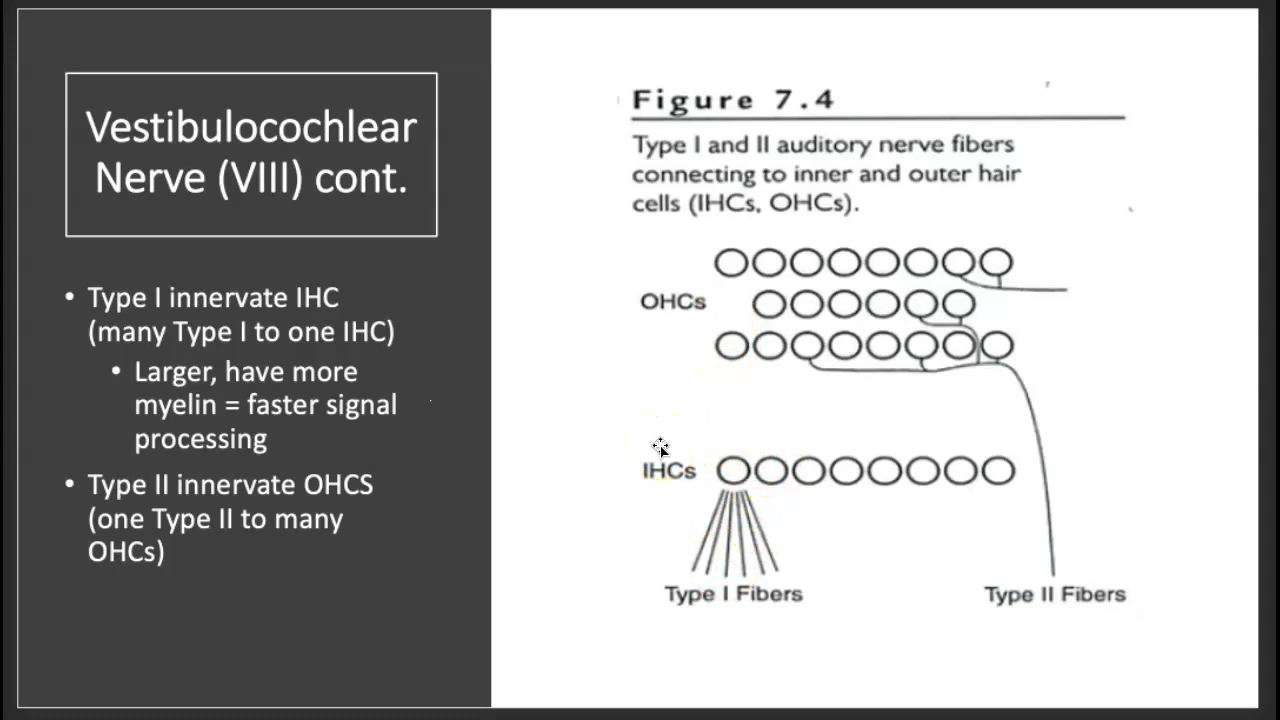 Vestibulocochlear
Nerve (VIII) cont.
• Type I innervate IHC
(many Type I to one IHC)
• Larger, have more
myelin = faster signal
processing
• Type II innervate OHCS
(one Type II to many
OHCs)
Figure 7.4
Type I and II auditory nerve fibers
connecting to inner and outer hair
cells (IHCs, OHCs).
OHCs
IHCs
Type I Fibers
Type II Fibers